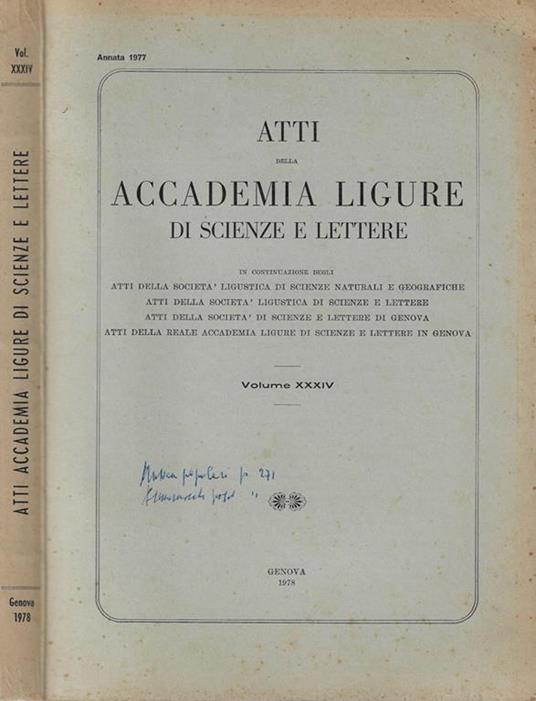 Vol.
XXXIV
ATTI ACCADEMIA LIGURE DI SCIENZE E LETTERE
Genova
1978
Annata 1977
ATTI
DELLA
ACCADEMIA LIGURE
DI SCIENZE E LETTERE
IN CONTINUAZIONE DEGLI
ATTI DELLA SOCIETA' LIGUSTICA DI SCIENZE NATURALI E GEOGRAFICHE
ATTI DELLA SOCIETA' LIGUSTICA DI SCIENZE E LETTERE
ATTI DELLA SOCIETA' DI SCIENZE E LETTERE DI GENOVA
ATTI DELLA REALE ACCADEMIA LIGURE DI SCIENZE E LETTERE IN GENOVA
Volume XXXIV
popolari p 271
"
GENOVA
1978